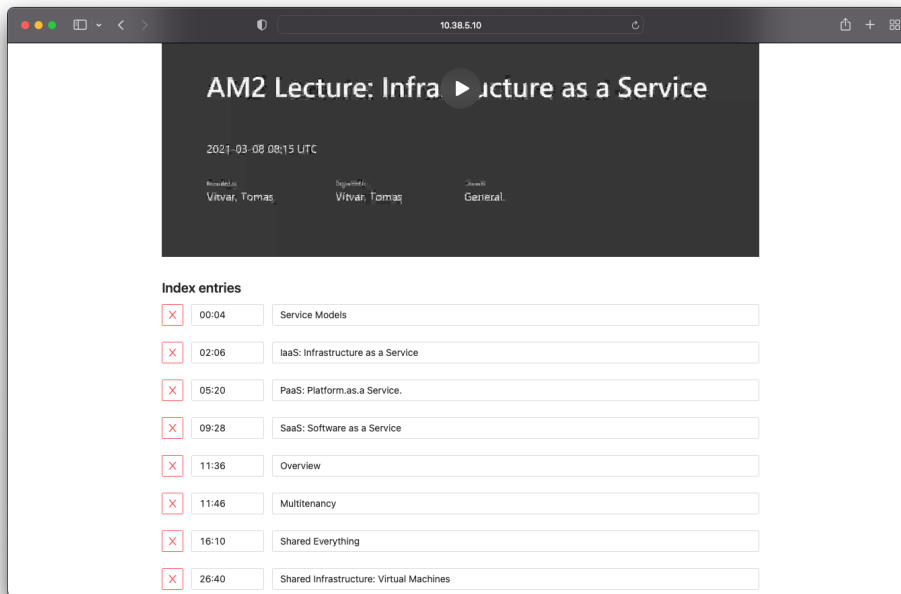 10.38.5.10
AM2 Lecture: Infra ucture as a Service
2021-03-08 08:15 UTC
Vitvar, Tomas
Vitvar, Tomas
General.
Index entries
00:04 Service Models
02:06 IaaS: Infrastructure as a Service
05:20 PaaS: Platform.as.a Service.
09:28 SaaS: Software as a Service
11:36 Overview
11:46 Multitenancy
16:10 Shared Everything
26:40 Shared Infrastructure: Virtual Machines